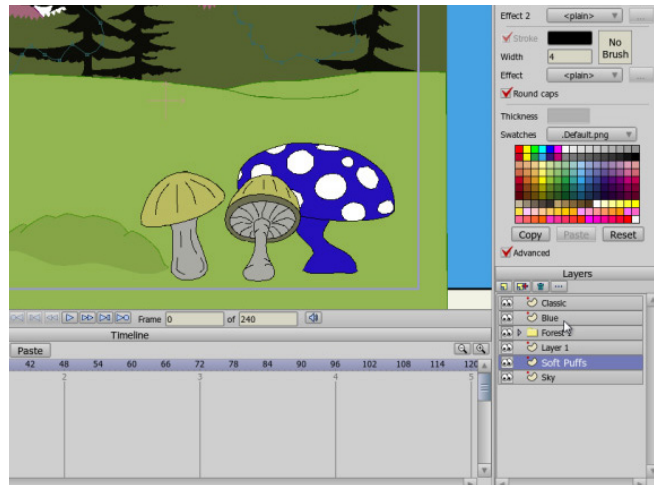 Effect 2 <plain> ...
Stroke
No
Brush
Width 4
Effect <plain> ...
Round caps
Thickness
Swatches .Default.png
Copy Paste Reset
Advanced
Layers
Classic
Blue
Forest 2
Layer 1
Soft Puffs
Sky
Frame 0 of 240
Timeline
Paste
42 48 54 60 66 72 78 84 90 96 102 108 114 120
2 3 4 5